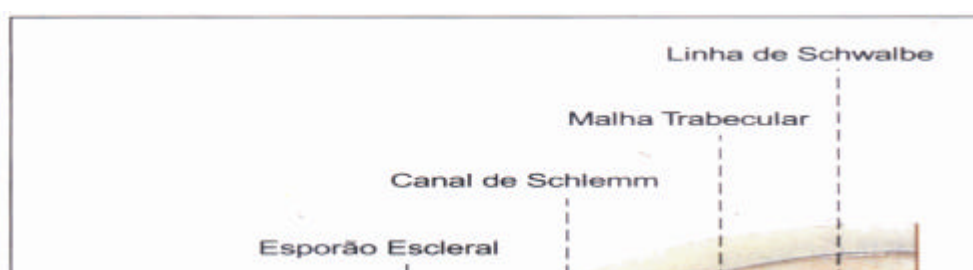 Linha de Schwalbe
Malha Trabecular
Canal de Schlemm
Esporão Escleral